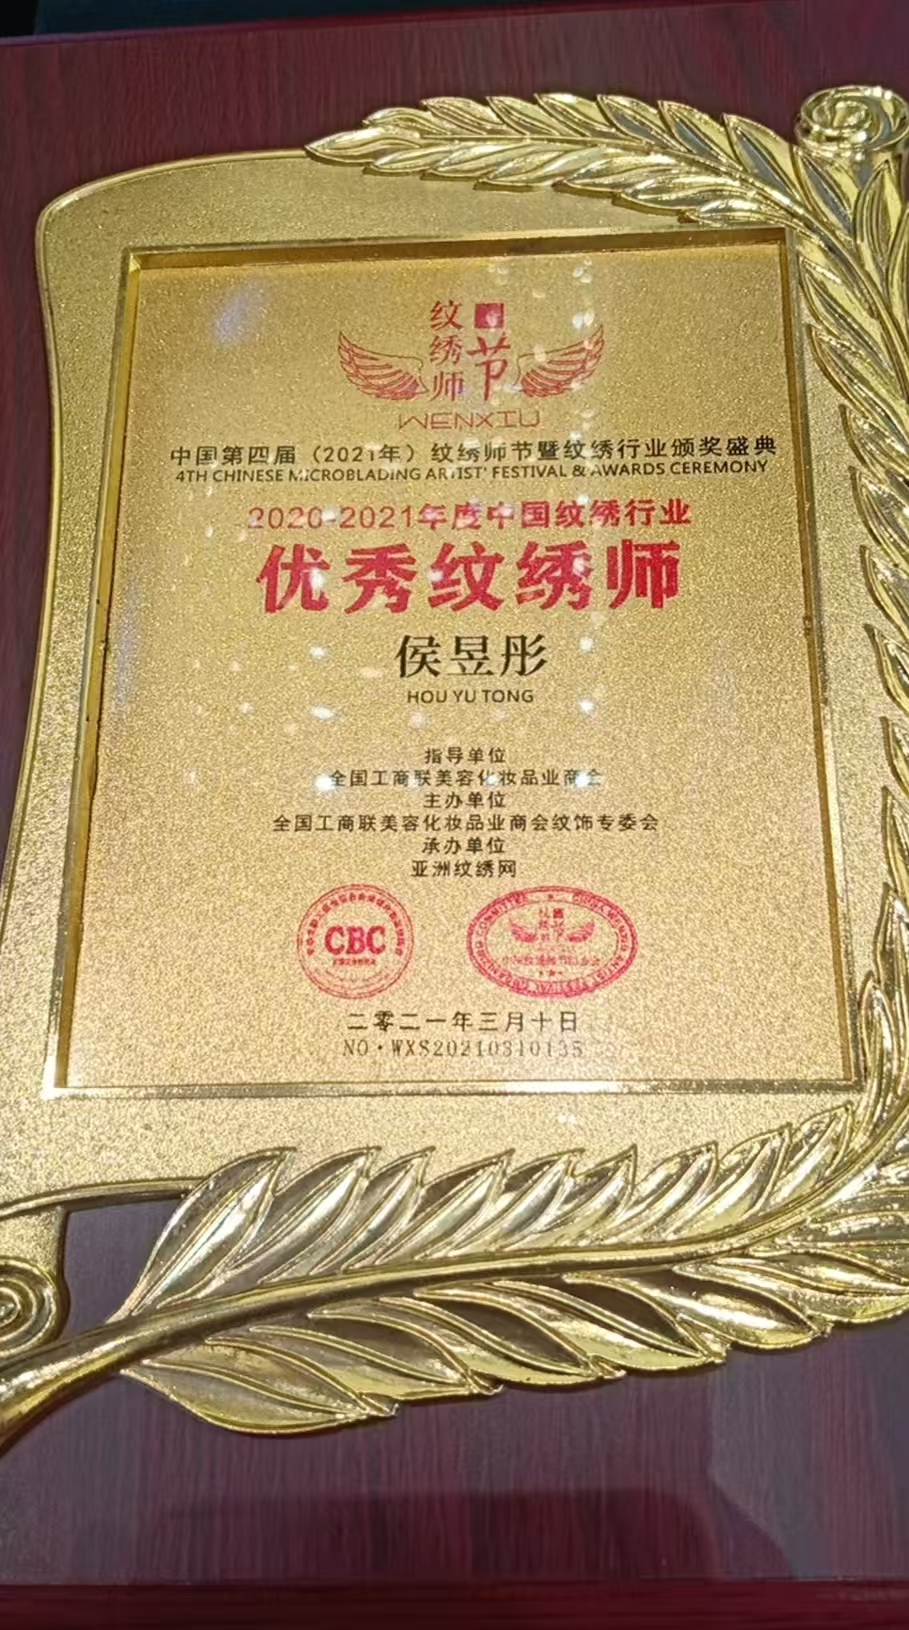 纹
绣
师
节
WENXIU
中国第四届（2021年）纹绣师节暨纹绣行业颁奖盛典
4TH CHINESE MICROBLADING ARTIST' FESTIVAL & AWARDS CEREMONY
2020-2021年度中国纹绣行业
优秀纹绣师
侯昱彤
HOU YU TONG
指导单位
全国工商联美容化妆品业商会
主办单位
全国工商联美容化妆品业商会纹饰专委会
承办单位
亚洲纹绣网
CBC
二零二一年三月十日
NO·WXS20210310135